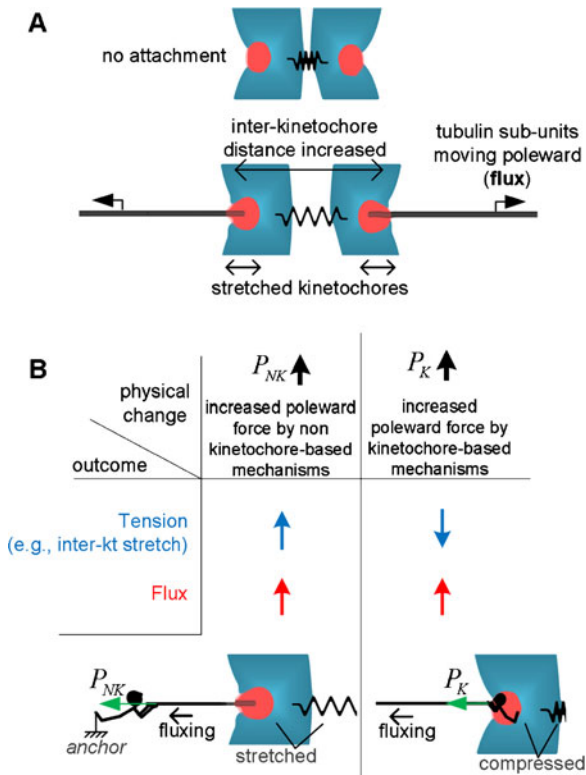 A
no attachment
inter-kinetochore
distance increased
tubulin sub-units
moving poleward
(flux)
stretched kinetochores
B
physical
change
outcome
P_NK
increased poleward
force by non
kinetochore-based
mechanisms
P_K
increased
poleward force by
kinetochore-based
mechanisms
Tension
(e.g., inter-kt stretch)
Flux
P_NK
anchor
fluxing
stretched
P_K
fluxing
compressed